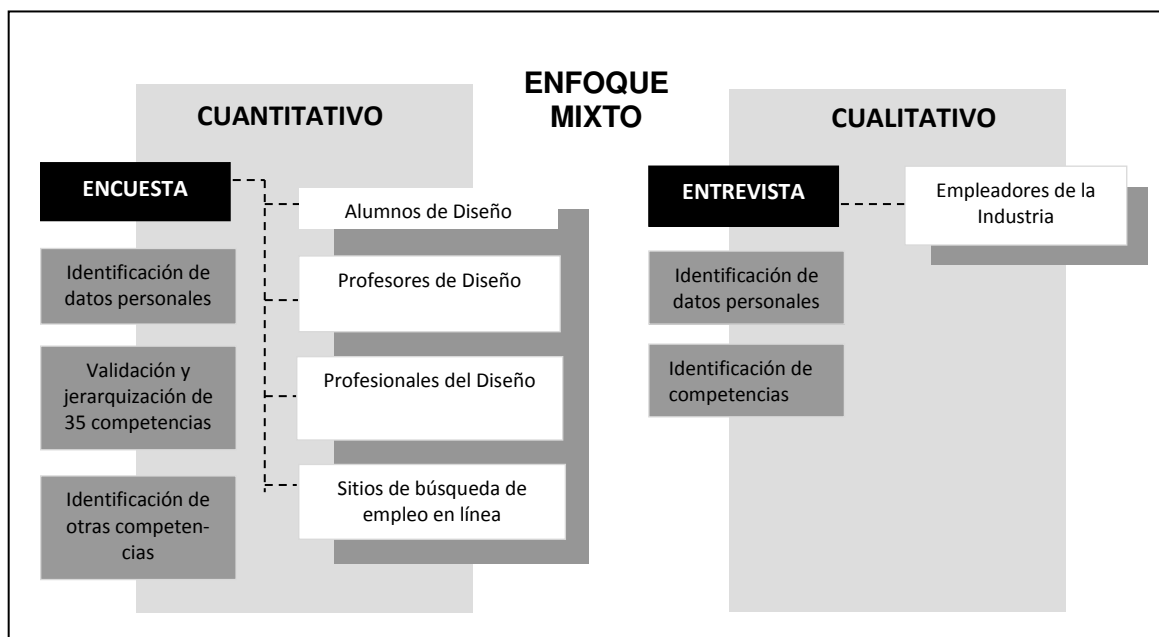 ENFOQUE
MIXTO
CUANTITATIVO
ENCUESTA
Identificación de
datos personales
Validación y
jerarquización de
35 competencias
Identificación de
otras competen-
cias
Alumnos de Diseño
Profesores de Diseño
Profesionales del Diseño
Sitios de búsqueda de
empleo en línea
CUALITATIVO
ENTREVISTA
Identificación de
datos personales
Identificación de
competencias
Empleadores de la
Industria